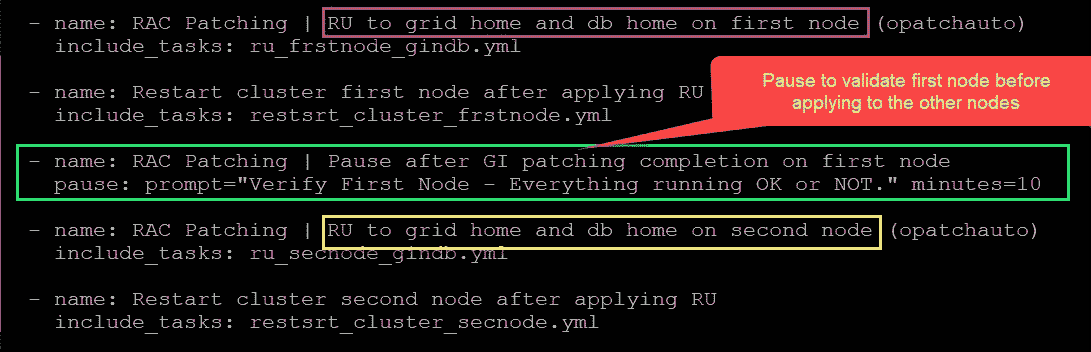 - name: RAC Patching | RU to grid home and db home on first node (opatchauto)
include_tasks: ru_frstnode_gindb.yml
Pause to validate first node before
applying to the other nodes
- name: Restart cluster first node after applying RU
include_tasks: restsrt_cluster_frstnode.yml
- name: RAC Patching | Pause after GI patching completion on first node
pause: prompt="Verify First Node - Everything running OK or NOT." minutes=10
- name: RAC Patching | RU to grid home and db home on second node (opatchauto)
include_tasks: ru_secnode_gindb.yml
- name: Restart cluster second node after applying RU
include_tasks: restsrt_cluster_secnode.yml